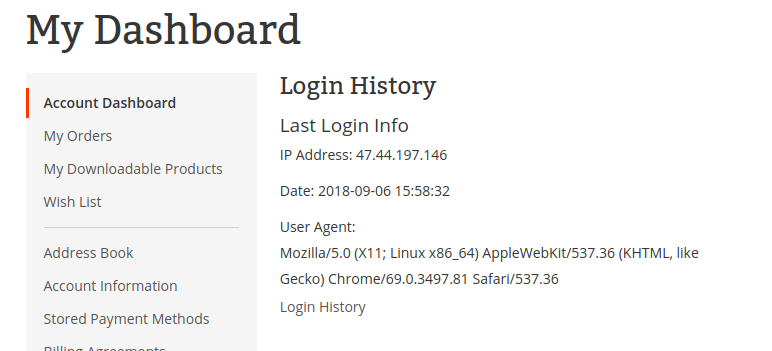 My Dashboard
Account Dashboard
My Orders
My Downloadable Products
Wish List
Address Book
Account Information
Stored Payment Methods
Billing Agreements
Login History
Last Login Info
IP Address: 47.44.197.146
Date: 2018-09-06 15:58:32
User Agent:
Mozilla/5.0 (X11; Linux x86_64) AppleWebKit/537.36 (KHTML, like
Gecko) Chrome/69.0.3497.81 Safari/537.36
Login History